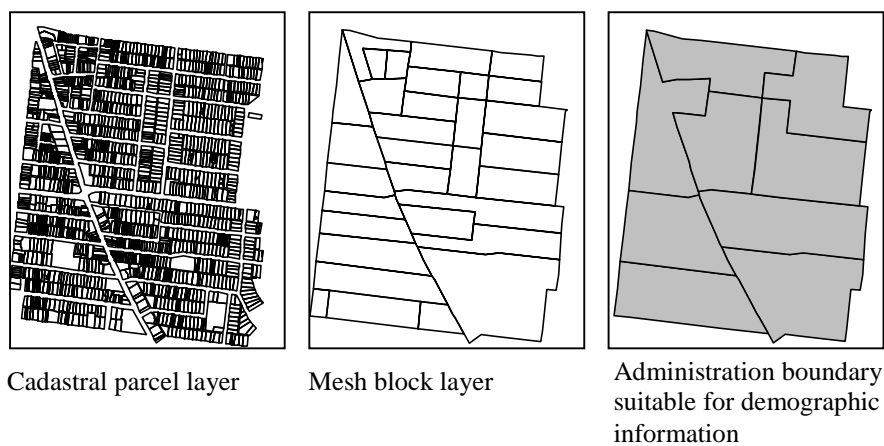 Cadastral parcel layer
Mesh block layer
Administration boundary
suitable for demographic
information